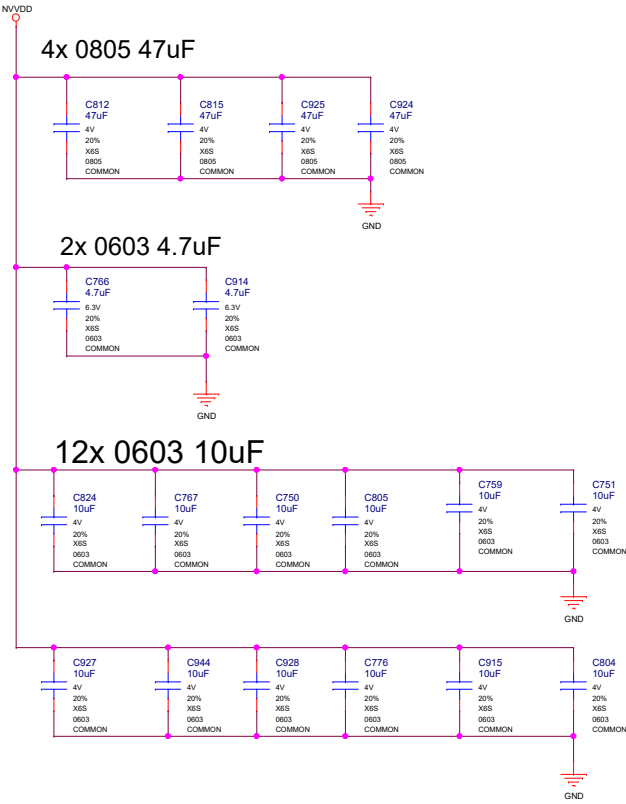 NVVDD
4x 0805 47uF
C812 C815 C925 C924
47uF 47uF 47uF 47uF
4V 4V 4V 4V
20% 20% 20% 20%
X6S X6S X6S X6S
0805 0805 0805 0805
COMMON COMMON COMMON COMMON
GND
2x 0603 4.7uF
C766 C914
4.7uF 4.7uF
6.3V 6.3V
20% 20%
X6S X6S
0603 0603
COMMON COMMON
GND
12x 0603 10uF
C824 C767 C750 C805 C759 C751
10uF 10uF 10uF 10uF 10uF 10uF
4V 4V 4V 4V 4V 4V
20% 20% 20% 20% 20% 20%
X6S X6S X6S X6S X6S X6S
0603 0603 0603 0603 0603 0603
COMMON COMMON COMMON COMMON COMMON COMMON
GND
C927 C944 C928 C776 C915 C804
10uF 10uF 10uF 10uF 10uF 10uF
4V 4V 4V 4V 4V 4V
20% 20% 20% 20% 20% 20%
X6S X6S X6S X6S X6S X6S
0603 0603 0603 0603 0603 0603
COMMON COMMON COMMON COMMON COMMON COMMON
GND